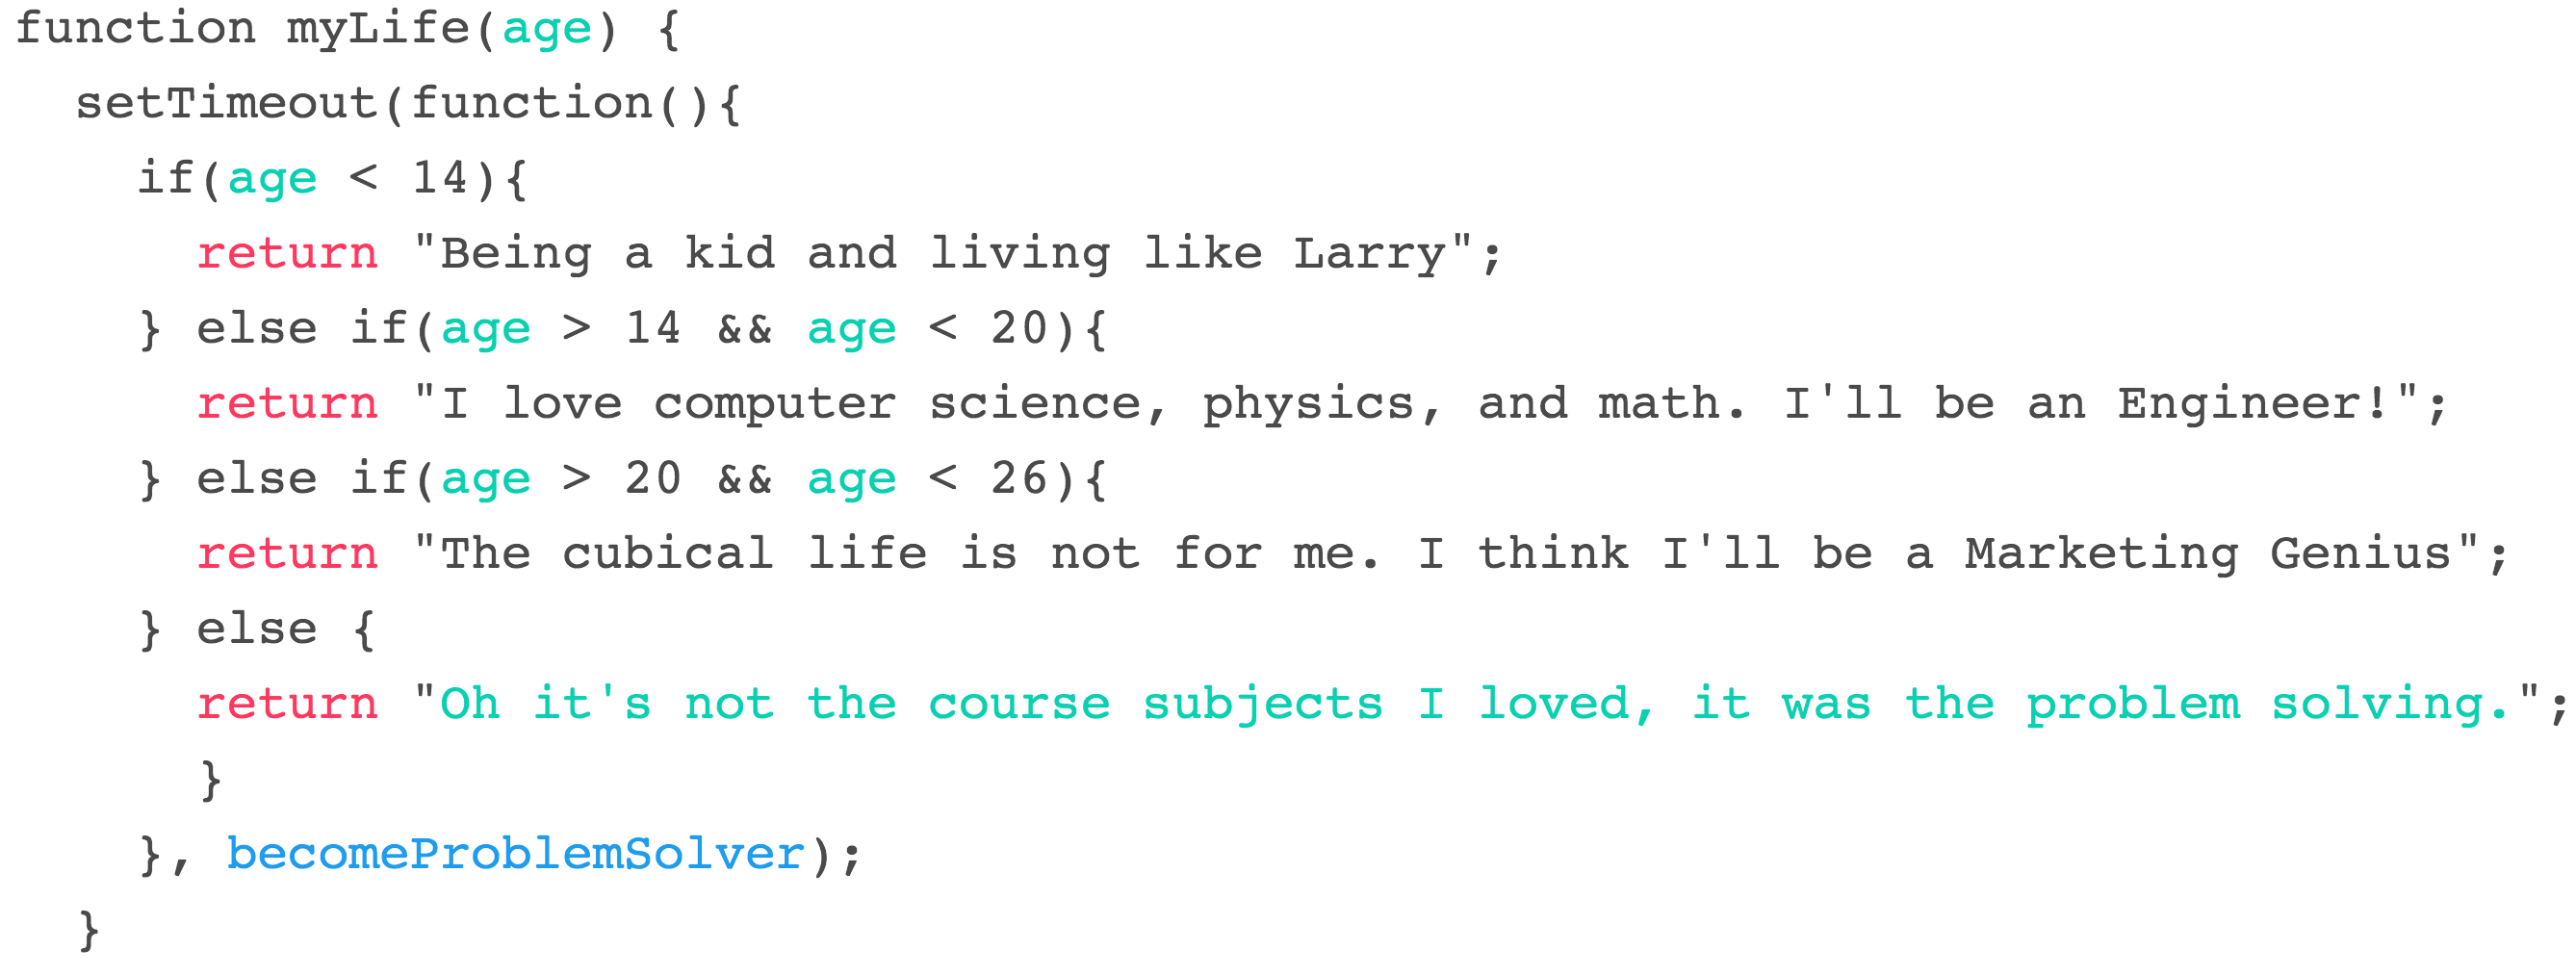 function myLife(age) {
setTimeout(function(){
if(age < 14){
return "Being a kid and living like Larry";
} else if(age > 14 && age < 20){
return "I love computer science, physics, and math. I'll be an Engineer!";
} else if(age > 20 && age < 26){
return "The cubical life is not for me. I think I'll be a Marketing Genius";
} else {
return "Oh it's not the course subjects I loved, it was the problem solving.";
}
}, becomeProblemSolver);
}